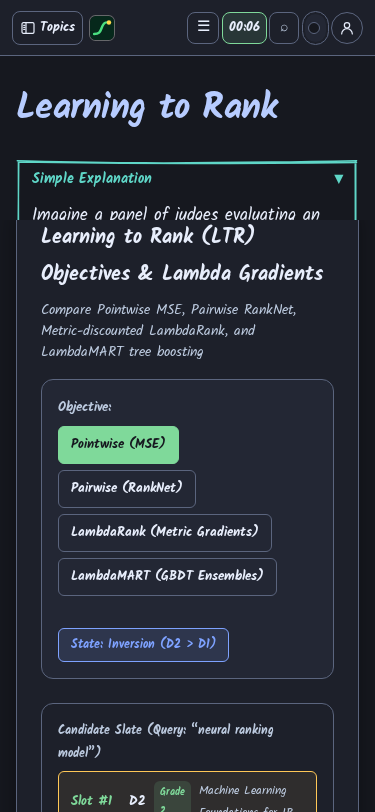 Topics
00:06
Learning to Rank
Simple Explanation
Imagine a panel of judges evaluating an
Learning to Rank (LTR)
Objectives & Lambda Gradients
Compare Pointwise MSE, Pairwise RankNet,
Metric-discounted LambdaRank, and
LambdaMART tree boosting
Objective:
Pointwise (MSE)
Pairwise (RankNet)
LambdaRank (Metric Gradients)
LambdaMART (GBDT Ensembles)
State: Inversion (D2 > D1)
Candidate Slate (Query: “neural ranking
model”)
Slot #1 D2 Grade 2 Machine Learning
Foundations for IR